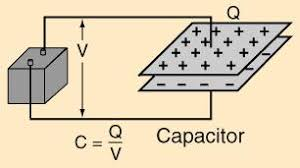 Q
V
+ + + + + + + + + + + + + + +
- - - - - - -
C = Q/V
Capacitor